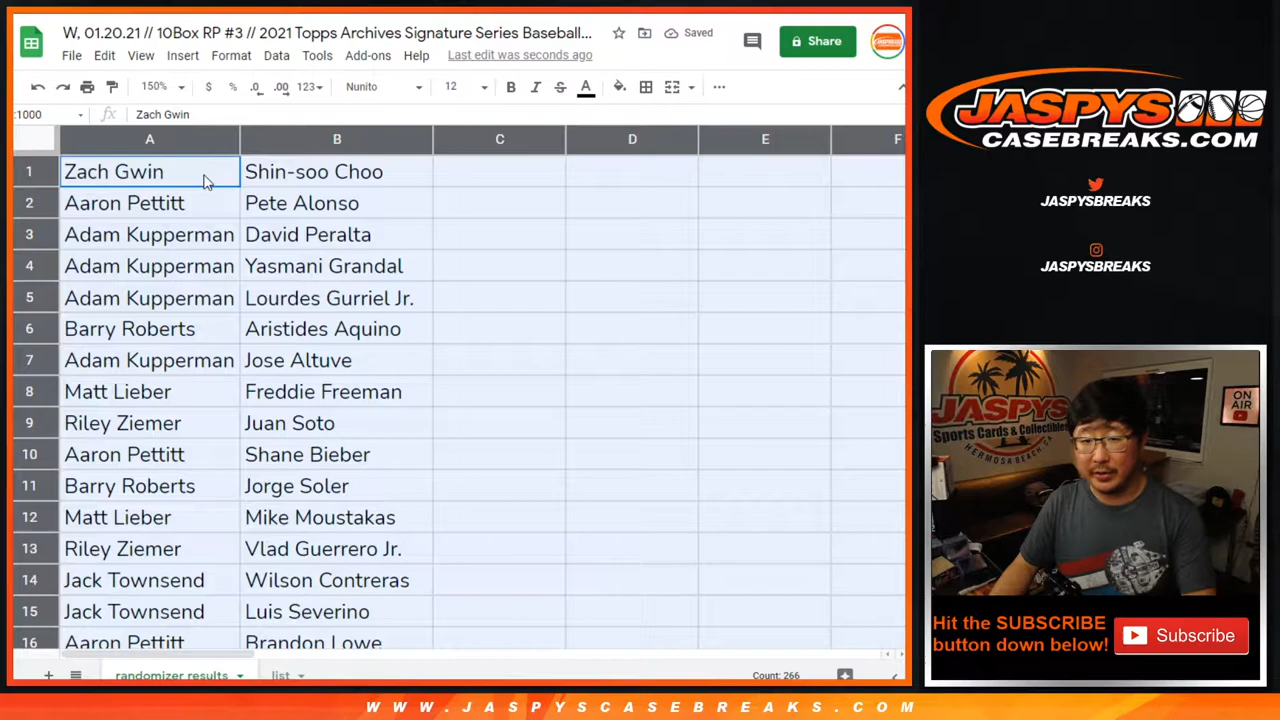 W, 01.20.21 // 10Box RP #3 // 2021 Topps Archives Signature Series Baseball...
Saved
Share
File Edit View Insert Format Data Tools Add-ons Help Last edit was seconds ago
150% $ % .0 .00 123 Nunito 12 B I S A
:1000 fx Zach Gwin
A B C D E F
1 Zach Gwin Shin-soo Choo
2 Aaron Pettitt Pete Alonso
3 Adam Kupperman David Peralta
4 Adam Kupperman Yasmani Grandal
5 Adam Kupperman Lourdes Gurriel Jr.
6 Barry Roberts Aristides Aquino
7 Adam Kupperman Jose Altuve
8 Matt Lieber Freddie Freeman
9 Riley Ziemer Juan Soto
10 Aaron Pettitt Shane Bieber
11 Barry Roberts Jorge Soler
12 Matt Lieber Mike Moustakas
13 Riley Ziemer Vlad Guerrero Jr.
14 Jack Townsend Wilson Contreras
15 Jack Townsend Luis Severino
16 Aaron Pettitt Brandon Lowe
randomizer results list Count: 266
JASPYS
CASEBREAKS.COM
JASPYSBREAKS
JASPYSBREAKS
JASPYS
Sports Cards & Collectibles
HERMOSA BEACH, CA
ON
AIR
Hit the SUBSCRIBE
button down below!
Subscribe
WWW.JASPYSCASEBREAKS.COM